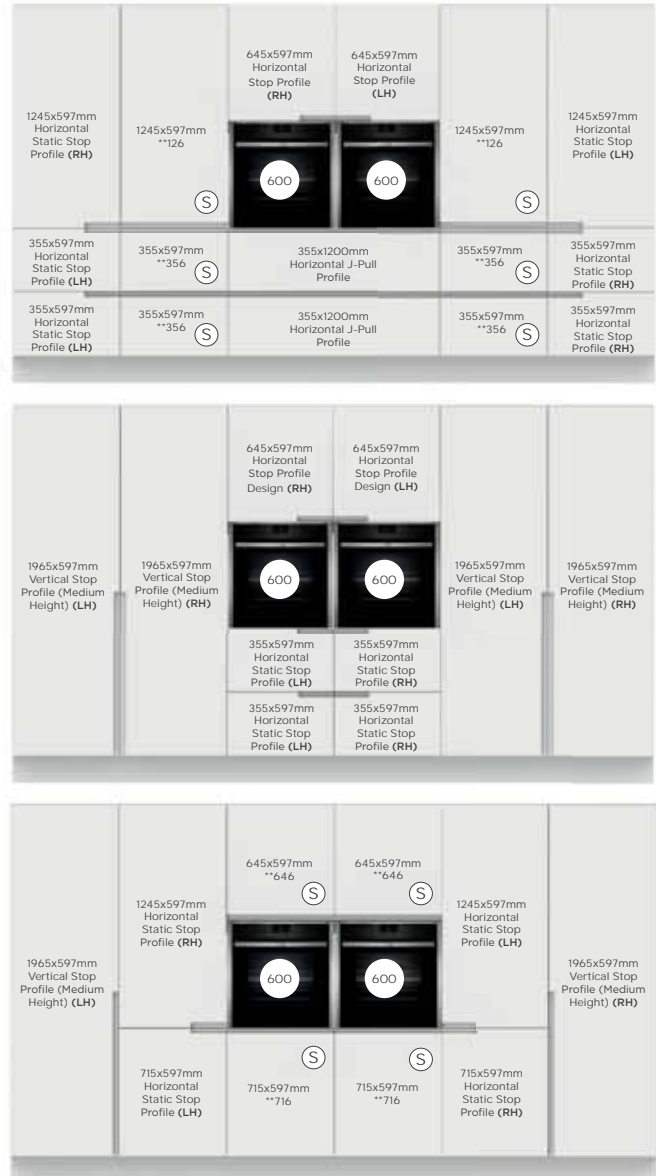 645x597mm
Horizontal
Stop Profile
(RH)
645x597mm
Horizontal
Stop Profile
(LH)
1245x597mm
Horizontal
Static Stop
Profile (RH)
1245x597mm
**126
S
600
600
1245x597mm
**126
S
1245x597mm
Horizontal
Static Stop
Profile (LH)
355x597mm
Horizontal
Static Stop
Profile (LH)
355x597mm
**356
S
355x1200mm
Horizontal J-Pull
Profile
355x597mm
**356
S
355x597mm
Horizontal
Static Stop
Profile (RH)
355x597mm
Horizontal
Static Stop
Profile (LH)
355x597mm
**356
S
355x1200mm
Horizontal J-Pull
Profile
355x597mm
**356
S
355x597mm
Horizontal
Static Stop
Profile (RH)
645x597mm
Horizontal
Stop Profile
Design (RH)
645x597mm
Horizontal
Stop Profile
Design (LH)
1965x597mm
Vertical Stop
Profile (Medium
Height) (LH)
1965x597mm
Vertical Stop
Profile (Medium
Height) (RH)
600
600
1965x597mm
Vertical Stop
Profile (Medium
Height) (LH)
1965x597mm
Vertical Stop
Profile (Medium
Height) (RH)
355x597mm
Horizontal
Static Stop
Profile (LH)
355x597mm
Horizontal
Static Stop
Profile (RH)
355x597mm
Horizontal
Static Stop
Profile (LH)
355x597mm
Horizontal
Static Stop
Profile (RH)
645x597mm
**646
S
645x597mm
**646
S
1245x597mm
Horizontal
Static Stop
Profile (RH)
1245x597mm
Horizontal
Static Stop
Profile (LH)
1965x597mm
Vertical Stop
Profile (Medium
Height) (LH)
600
600
1965x597mm
Vertical Stop
Profile (Medium
Height) (RH)
715x597mm
Horizontal
Static Stop
Profile (LH)
S
715x597mm
**716
S
715x597mm
**716
715x597mm
Horizontal
Static Stop
Profile (RH)